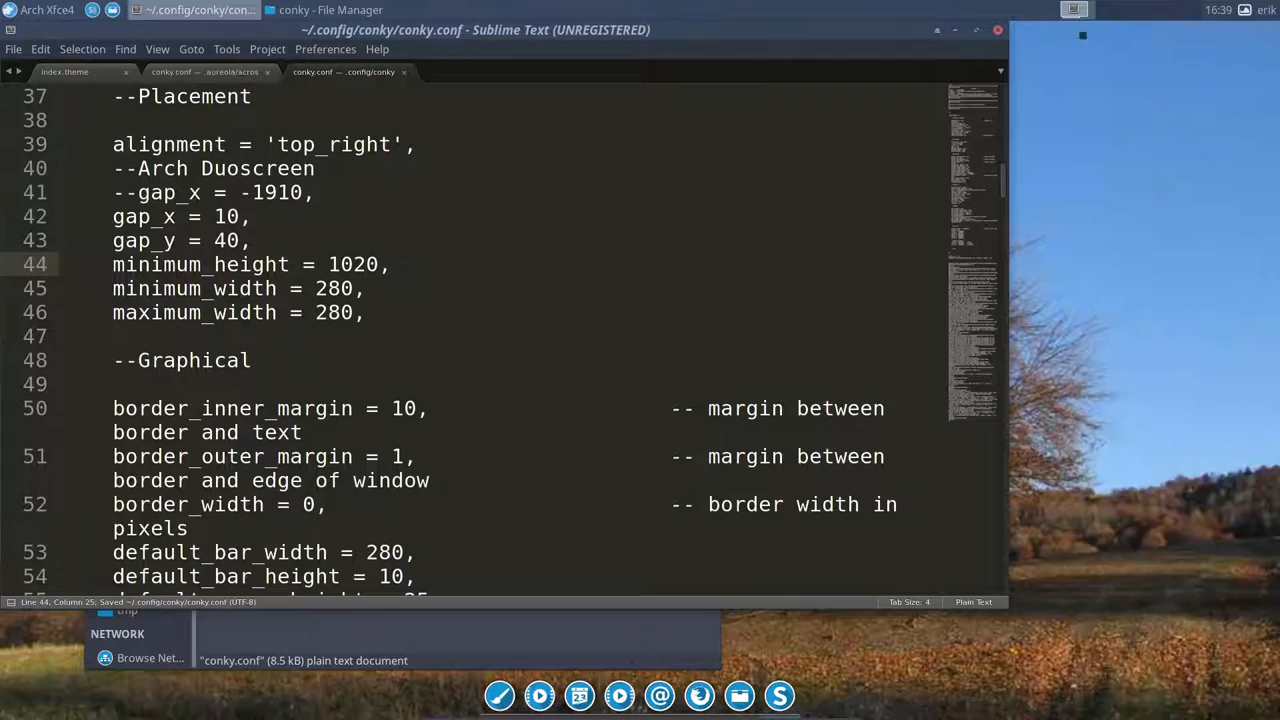 Arch Xfce4
~/.config/conky/con...
conky - File Manager
16:39
erik
~/.config/conky/conky.conf - Sublime Text (UNREGISTERED)
File Edit Selection Find View Goto Tools Project Preferences Help
index.theme ×
conky.conf — .aureola/acros ×
conky.conf — .config/conky ×
37 --Placement
38
39 alignment = 'top_right',
40 --Arch Duoscreen
41 --gap_x = -1910,
42 gap_x = 10,
43 gap_y = 40,
44 minimum_height = 1020,
45 minimum_width = 280,
46 maximum_width = 280,
47
48 --Graphical
49
50 border_inner_margin = 10, -- margin between
border and text
51 border_outer_margin = 1, -- margin between
border and edge of window
52 border_width = 0, -- border width in
pixels
53 default_bar_width = 280,
54 default_bar_height = 10,
Line 44, Column 25; Saved ~/.config/conky/conky.conf (UTF-8)
Tab Size: 4
Plain Text
tmp
NETWORK
Browse Net...
"conky.conf" (8.5 kB) plain text document
23
S